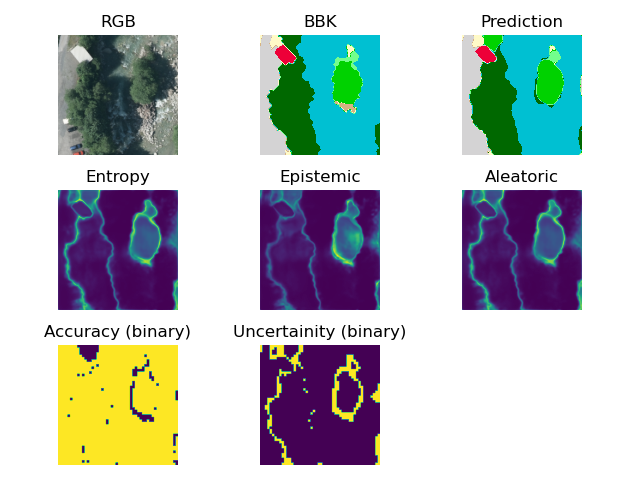 RGB
BBK
Prediction
Entropy
Epistemic
Aleatoric
Accuracy (binary)
Uncertainity (binary)